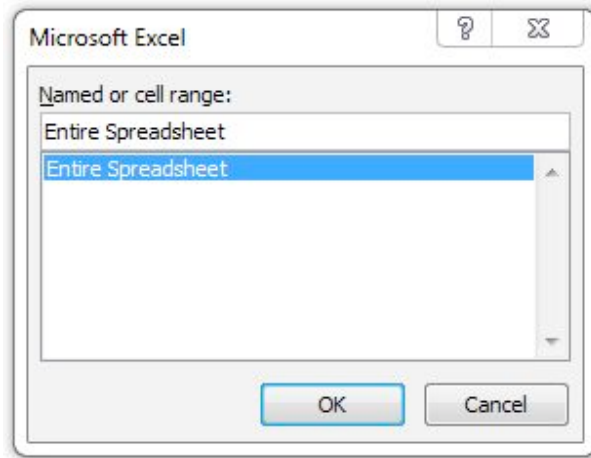 Microsoft Excel
Named or cell range:
Entire Spreadsheet
Entire Spreadsheet
OK
Cancel